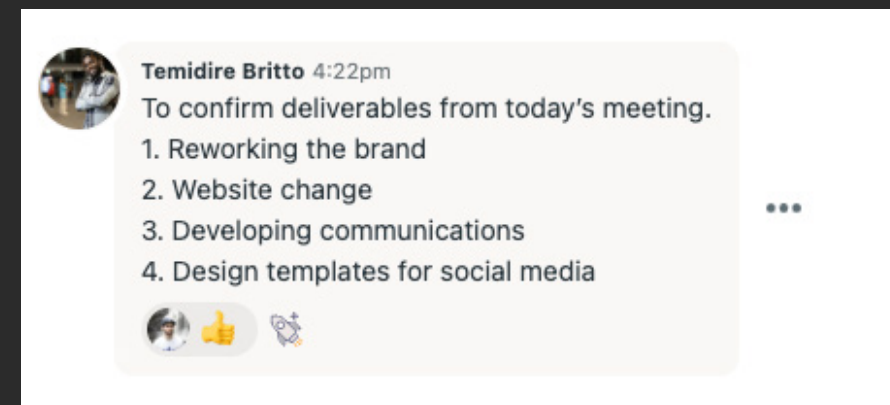 Temidire Britto 4:22pm
To confirm deliverables from today’s meeting.
1. Reworking the brand
2. Website change
3. Developing communications
4. Design templates for social media